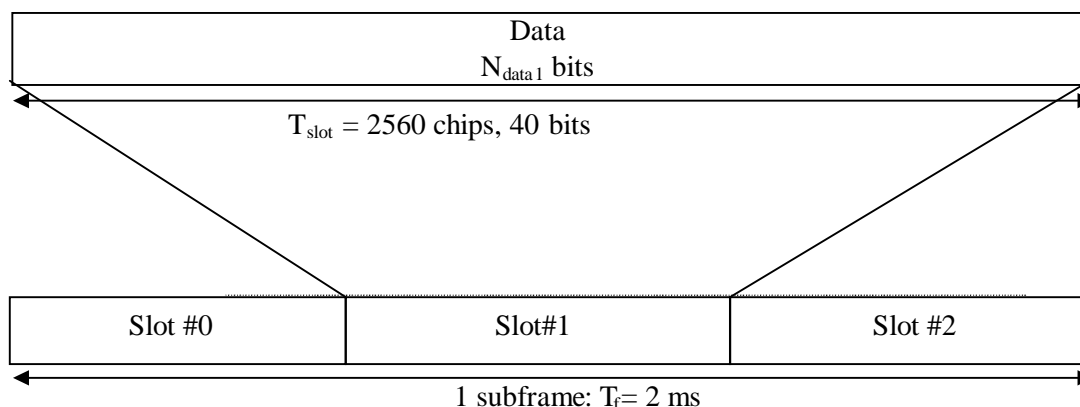 Data
N_data1 bits
T_slot = 2560 chips, 40 bits
Slot #0 Slot#1 Slot #2
1 subframe: T_f= 2 ms